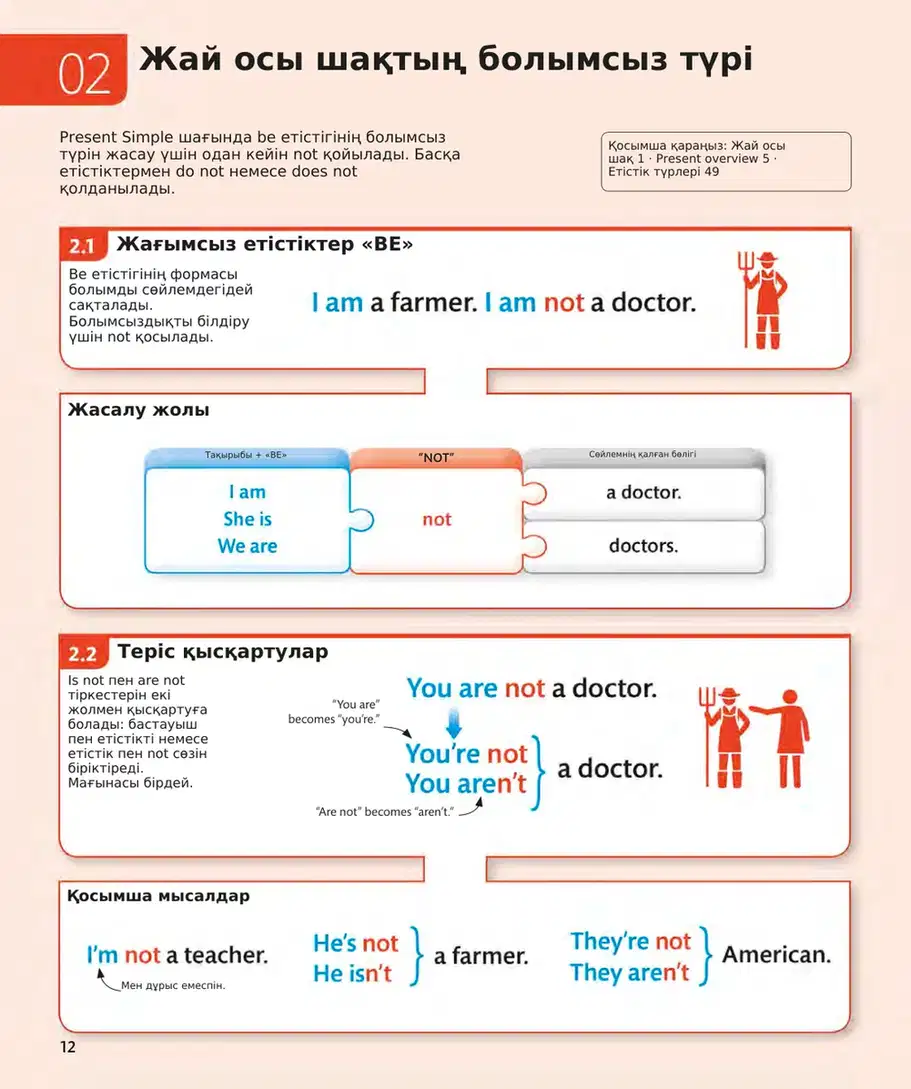 02
Жай осы шақтың болымсыз түрі
Present Simple шағында be етістігінің болымсыз
түрін жасау үшін одан кейін not қойылады. Басқа
етістіктермен do not немесе does not
қолданылады.
Қосымша қараңыз: Жай осы
шақ 1 · Present overview 5 ·
Етістік түрлері 49
2.1 Жағымсыз етістіктер «BE»
Be етістігінің формасы
болымды сөйлемдегідей
сақталады.
Болымсыздықты білдіру
үшін not қосылады.
I am a farmer. I am not a doctor.
Жасалу жолы
Тақырыбы + «BE»
I am
She is
We are
"NOT"
not
Сөйлемнің қалған бөлігі
a doctor.
doctors.
2.2 Теріс қысқартулар
Is not пен are not
тіркестерін екі
жолмен қысқартуға
болады: бастауыш
пен етістікті немесе
етістік пен not сөзін
біріктіреді.
Мағынасы бірдей.
You are not a doctor.
"You are"
becomes "you're."
You're not
You aren't
a doctor.
"Are not" becomes "aren't."
Қосымша мысалдар
I'm not a teacher.
Мен дұрыс емеспін.
He's not
He isn't
a farmer.
They're not
They aren't
American.
12